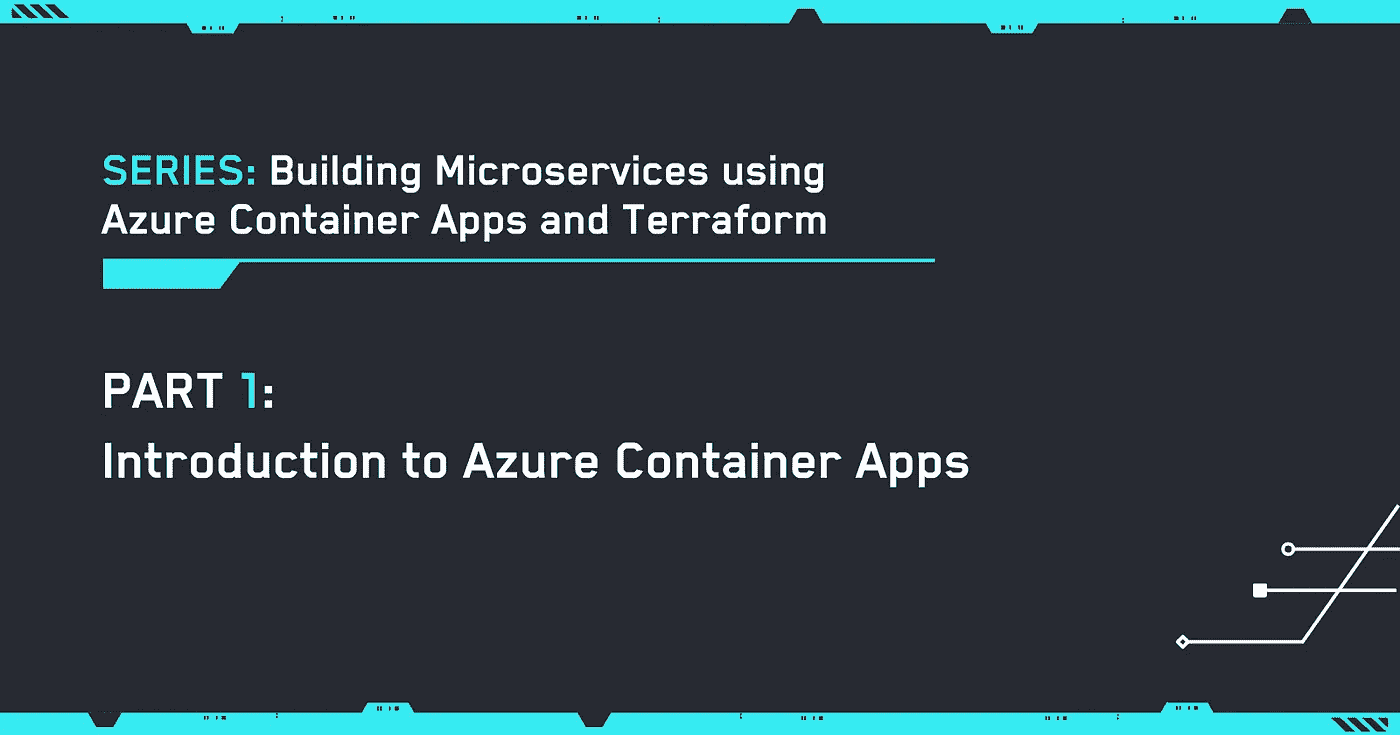 SERIES: Building Microservices using
Azure Container Apps and Terraform
PART 1:
Introduction to Azure Container Apps